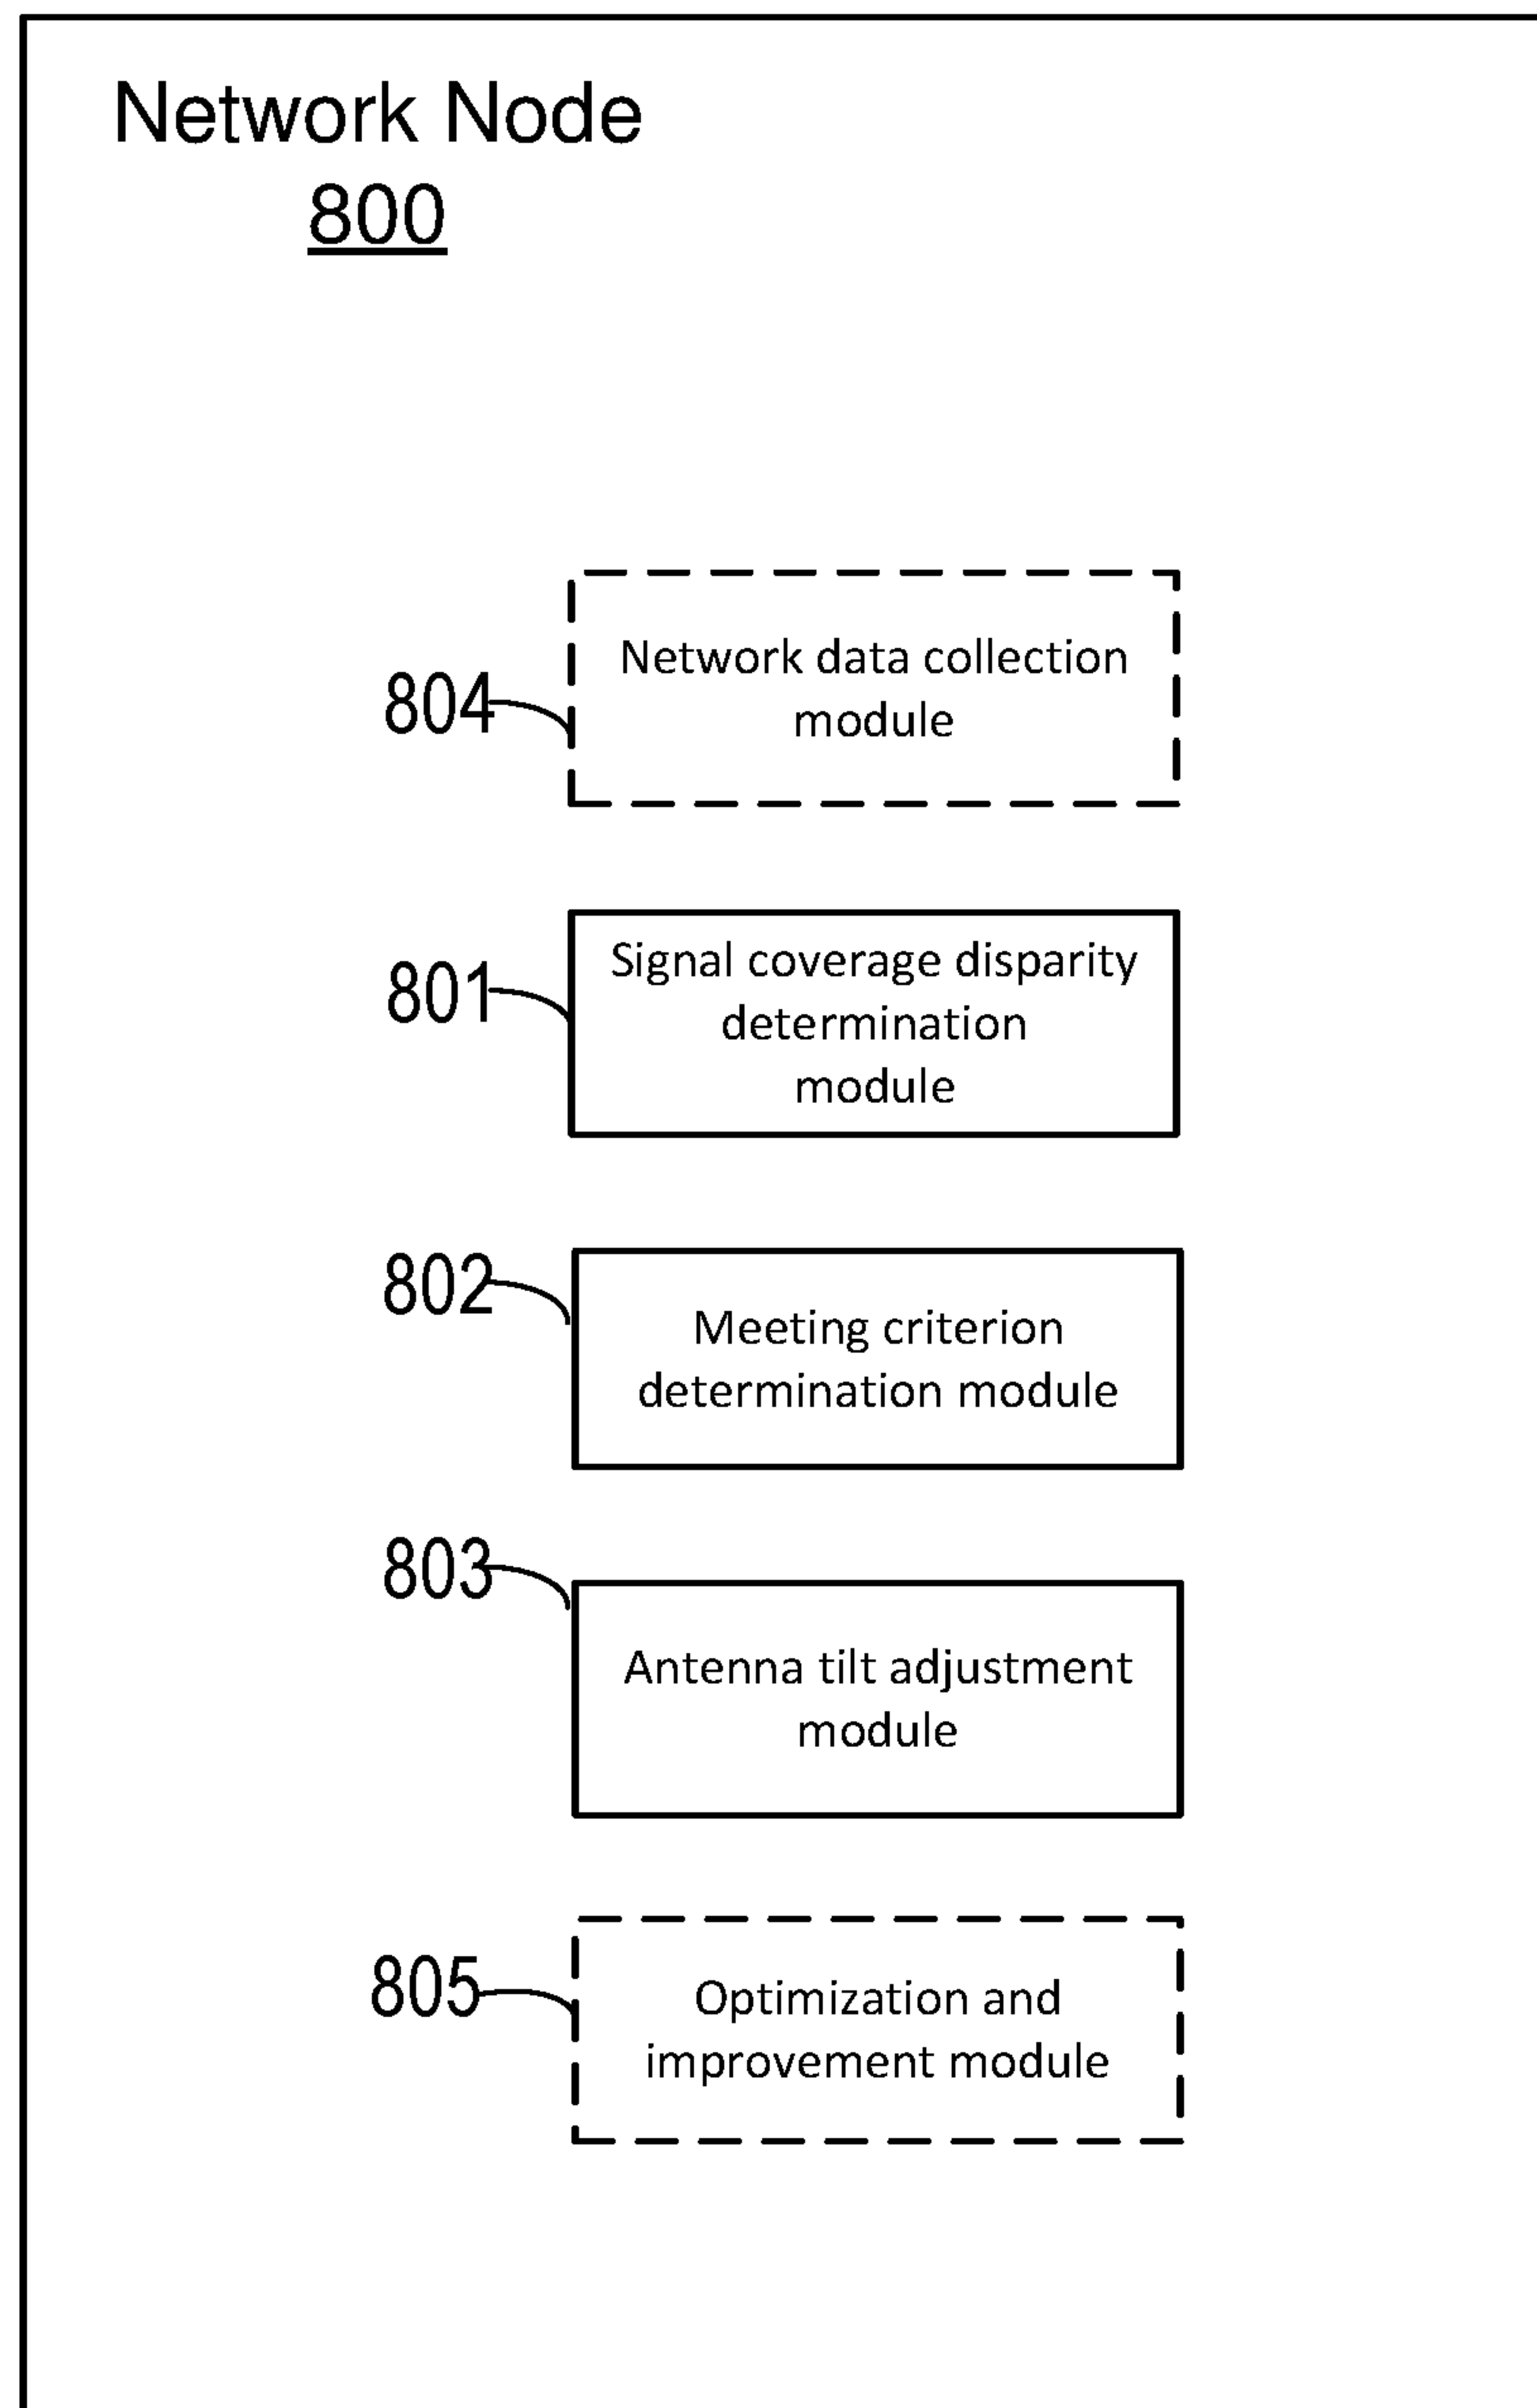 Network Node
800
804
Network data collection
module
801
Signal coverage disparity
determination
module
802
Meeting criterion
determination module
803
Antenna tilt adjustment
module
805
Optimization and
improvement module